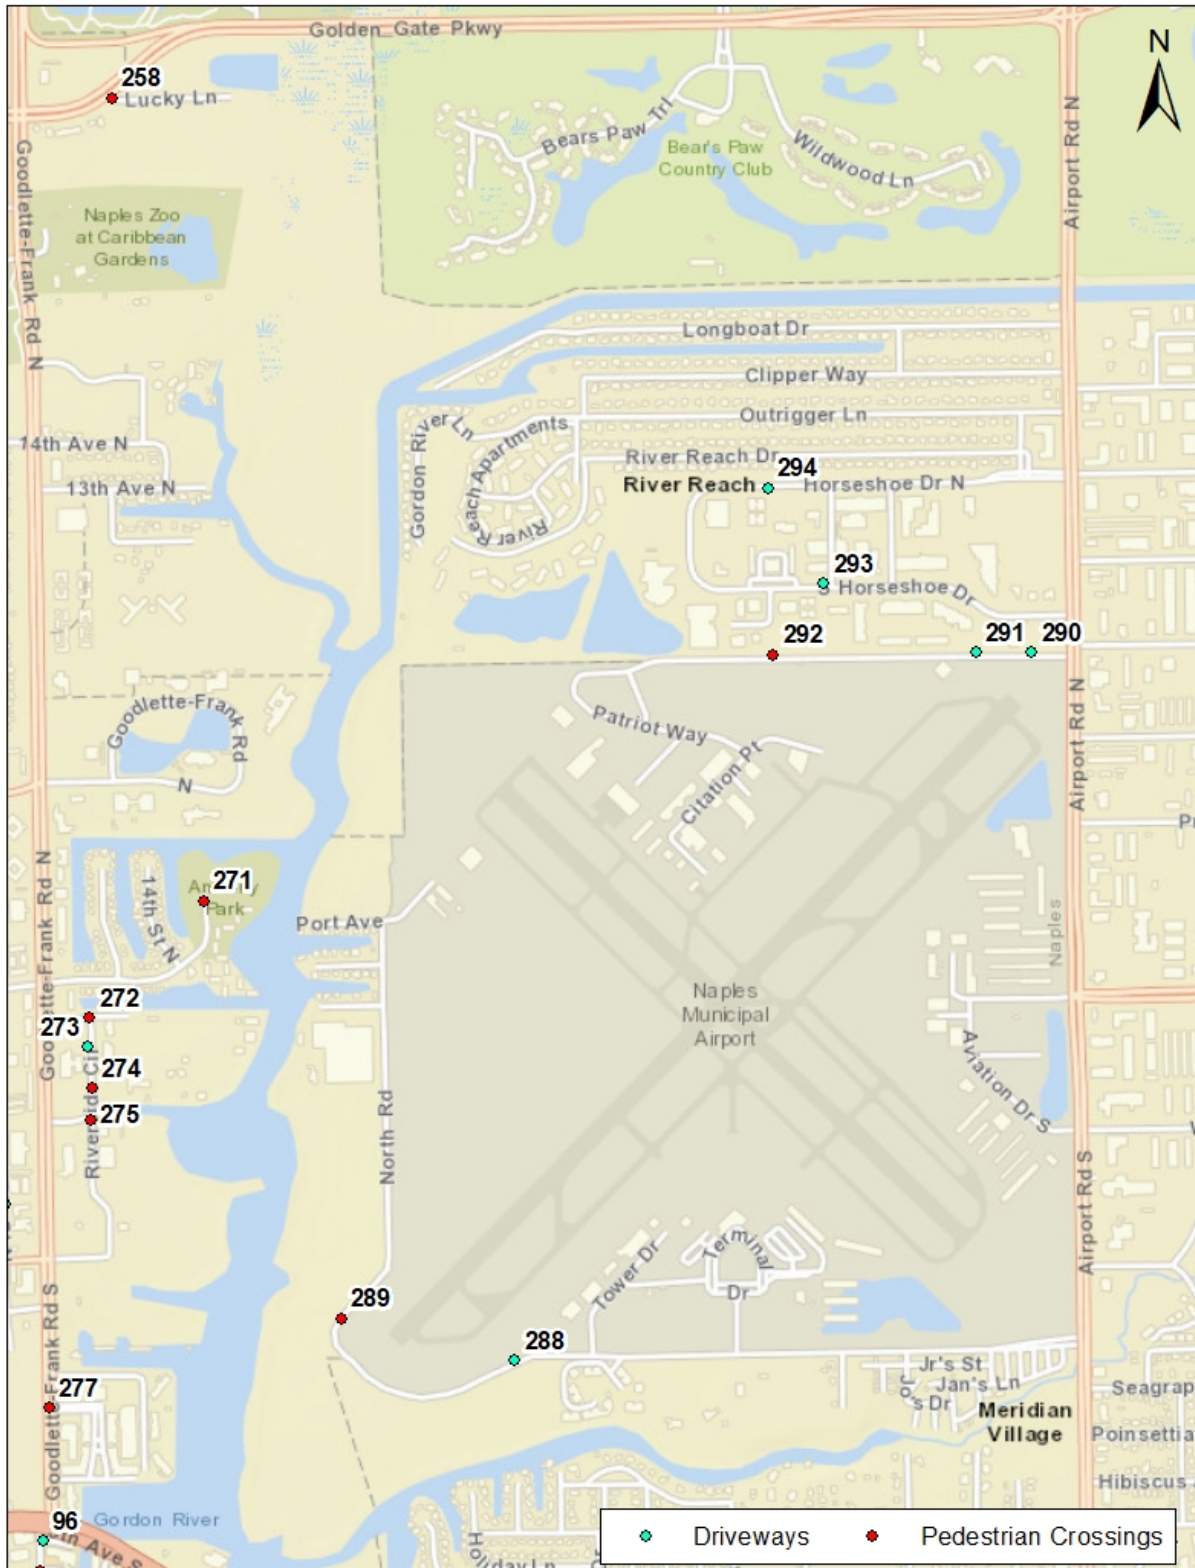 Golden_Gate Pkwy
N
258
Lucky Ln
Bears Paw Trl
Bear's Paw
Country Club
Wildwood Ln
Airport Rd N
Goodlette-Frank Rd N
Naples Zoo
at Caribbean
Gardens
Longboat Dr
Clipper Way
Outrigger Ln
Gordon River Ln
River Reach Apartments
River Reach Dr
14th Ave N
13th Ave N
294
River Reach
Horseshoe Dr N
293
S Horseshoe Dr
292
291
290
Goodlette-Frank Rd
N
Patriot Way
Citation Pt
Airport Rd N
Goodlette-Frank Rd N
14th St N
271
Park
Port Ave
Naples
272
273
274
275
Riverside Cir
Naples
Municipal
Airport
Aviation Dr S
North Rd
Airport Rd S
Tower Dr
Terminal
Dr
289
288
Goodlette-Frank Rd S
277
Jr's St
Jan's Ln
Jo's Dr
Meridian
Village
Seagrap
Poinsettia
Hibiscus
96
Gordon River
Ave S
Holiday Ln
Driveways
Pedestrian Crossings